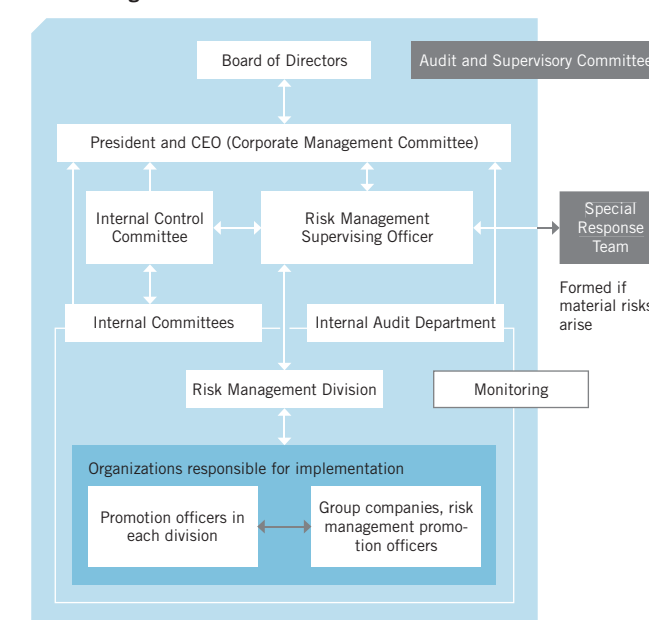 Board of Directors
Audit and Supervisory Committee
President and CEO (Corporate Management Committee)
Internal Control
Committee
Risk Management
Supervising Officer
Special
Response
Team
Formed if
material risks
arise
Internal Committees
Internal Audit Department
Risk Management Division
Monitoring
Organizations responsible for implementation
Promotion officers in
each division
Group companies, risk
management promo-
tion officers